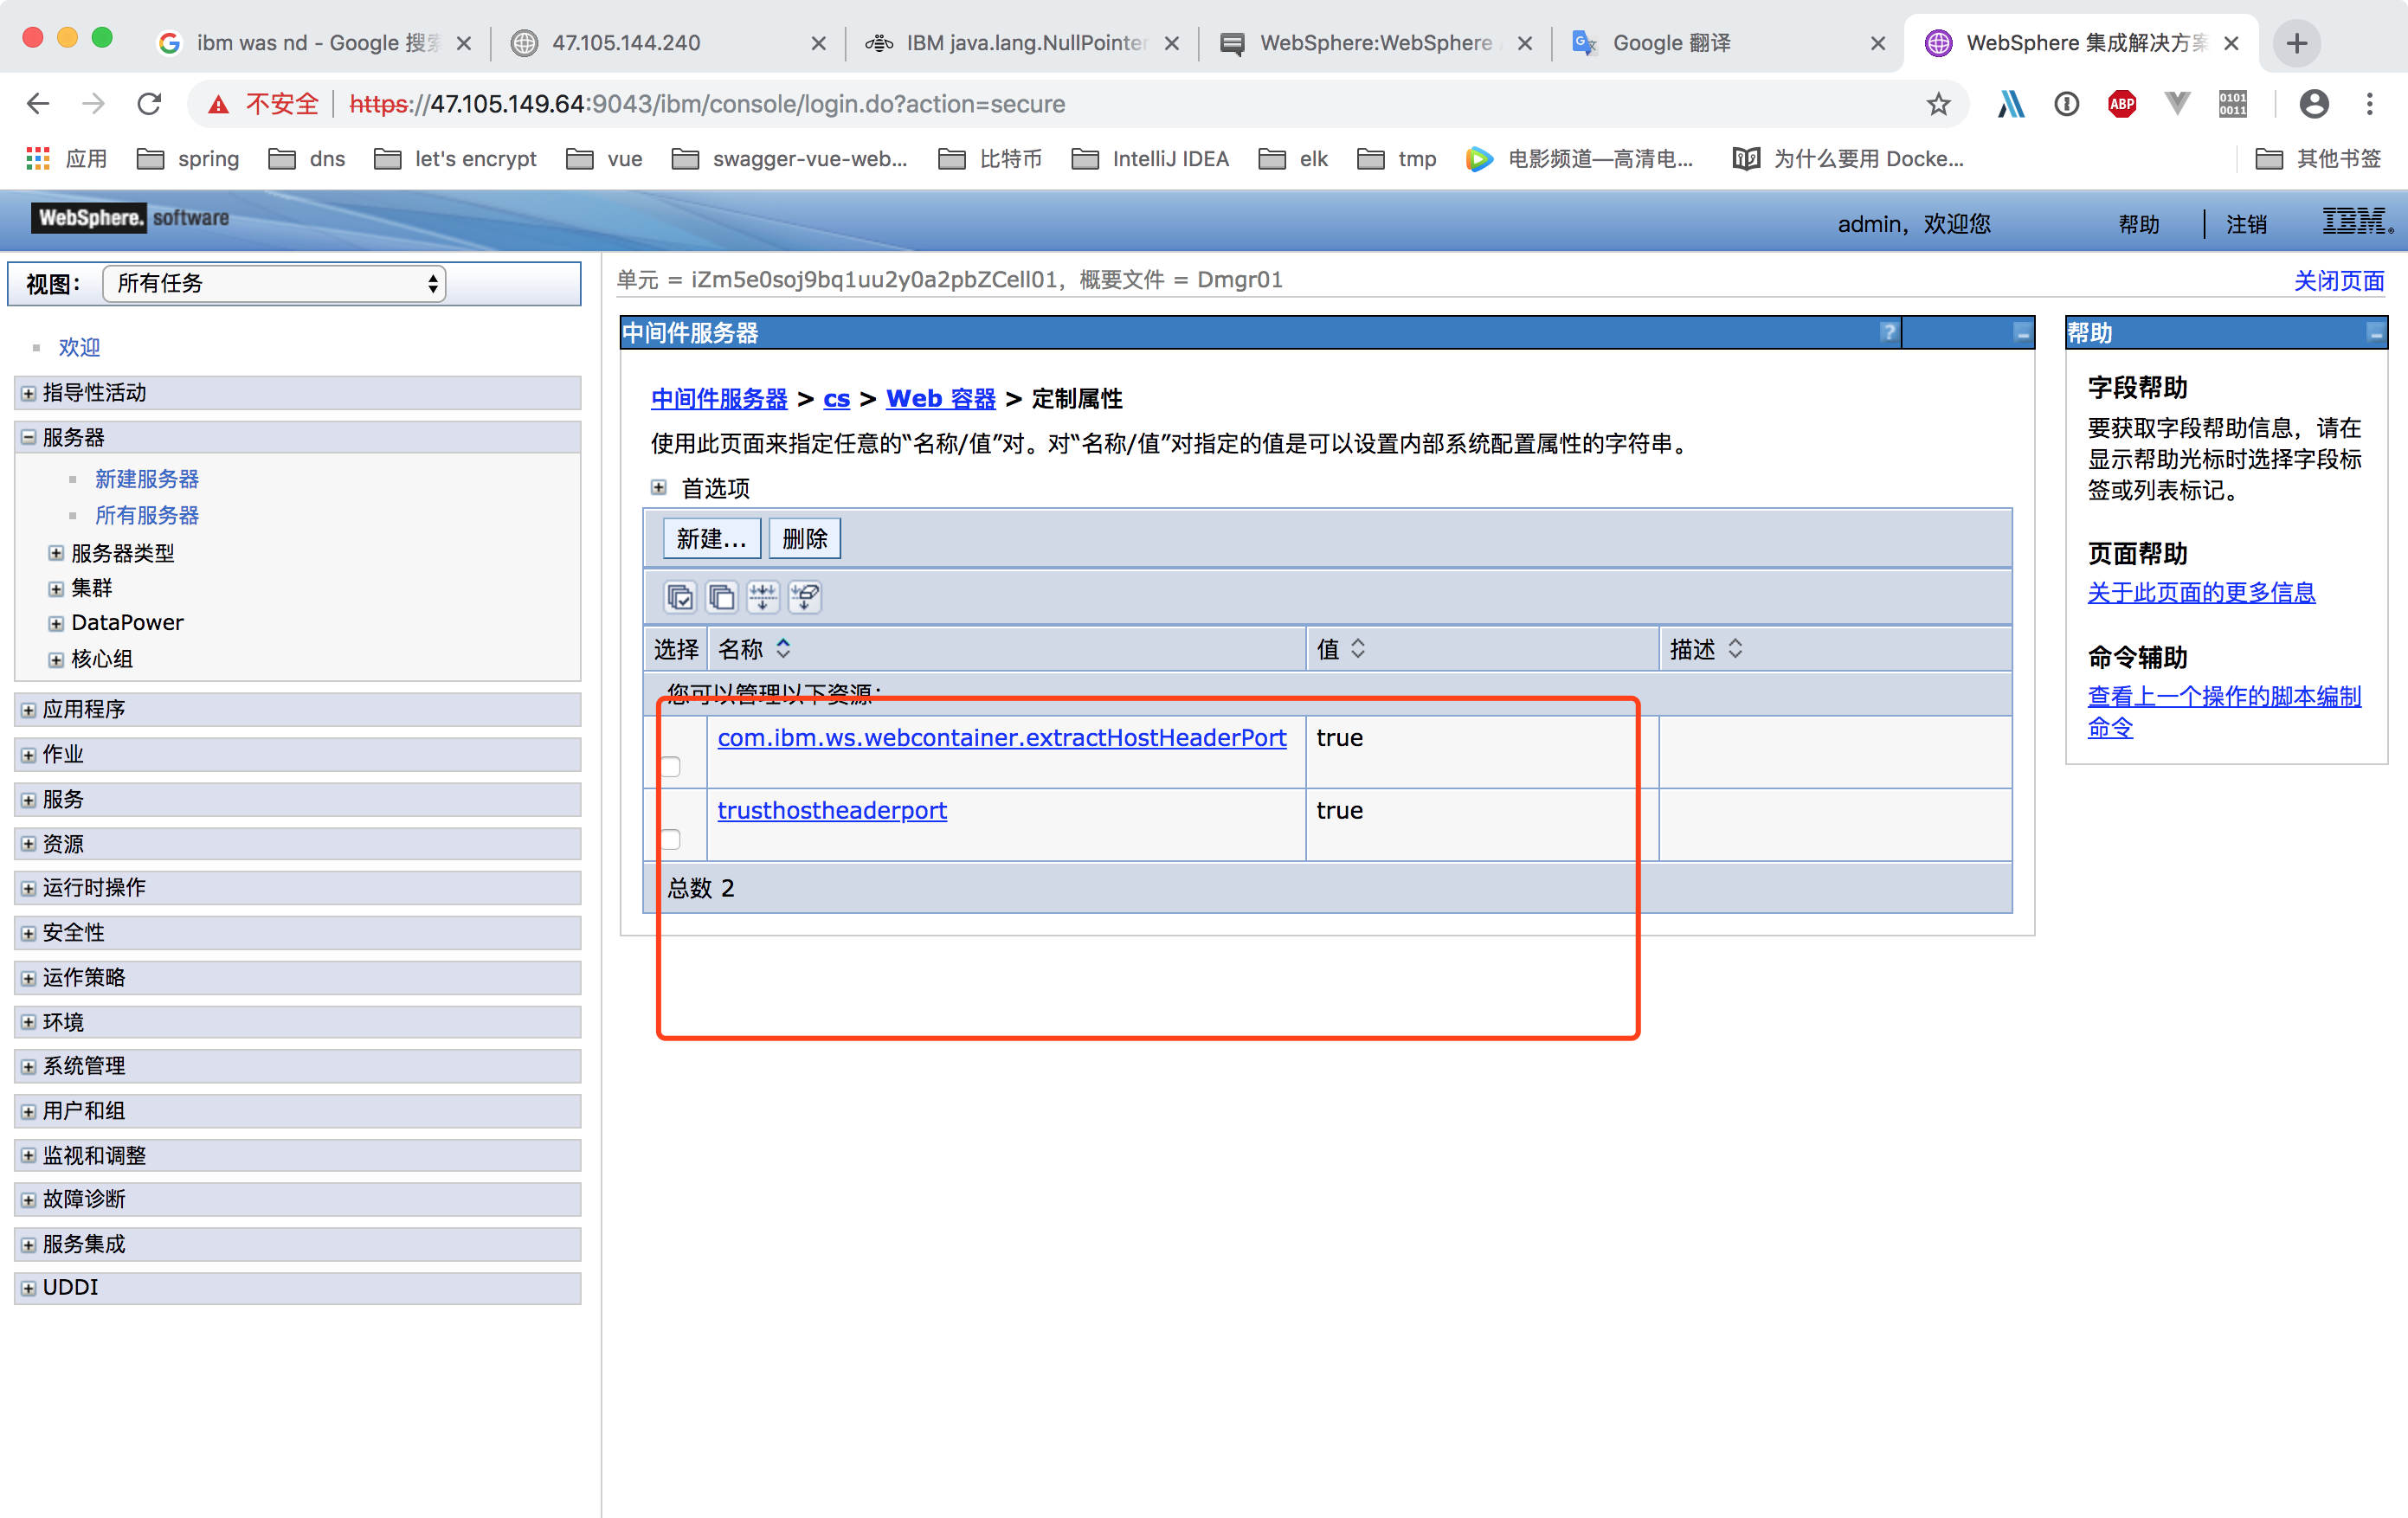 ibm was nd - Google 搜索
47.105.144.240
IBM java.lang.NullPointer
WebSphere:WebSphere
Google 翻译
WebSphere 集成解决方案
不安全
https://47.105.149.64:9043/ibm/console/login.do?action=secure
ABP
0101
0011
应用
spring
dns
let's encrypt
vue
swagger-vue-web...
比特币
IntelliJ IDEA
elk
tmp
电影频道—高清电...
为什么要用 Docke...
其他书签
WebSphere. software
admin，欢迎您
帮助
注销
IBM.
视图：
所有任务
欢迎
指导性活动
服务器
新建服务器
所有服务器
服务器类型
集群
DataPower
核心组
应用程序
作业
服务
资源
运行时操作
安全性
运作策略
环境
系统管理
用户和组
监视和调整
故障诊断
服务集成
UDDI
单元 = iZm5e0soj9bq1uu2y0a2pbZCell01，概要文件 = Dmgr01
关闭页面
中间件服务器
?
中间件服务器 > cs > Web 容器 > 定制属性
使用此页面来指定任意的“名称/值”对。对“名称/值”对指定的值是可以设置内部系统配置属性的字符串。
首选项
新建...
删除
选择 名称 值 描述
您可以管理以下资源：
com.ibm.ws.webcontainer.extractHostHeaderPort true
trusthostheaderport true
总数 2
帮助
字段帮助
要获取字段帮助信息，请在
显示帮助光标时选择字段标
签或列表标记。
页面帮助
关于此页面的更多信息
命令辅助
查看上一个操作的脚本编制
命令